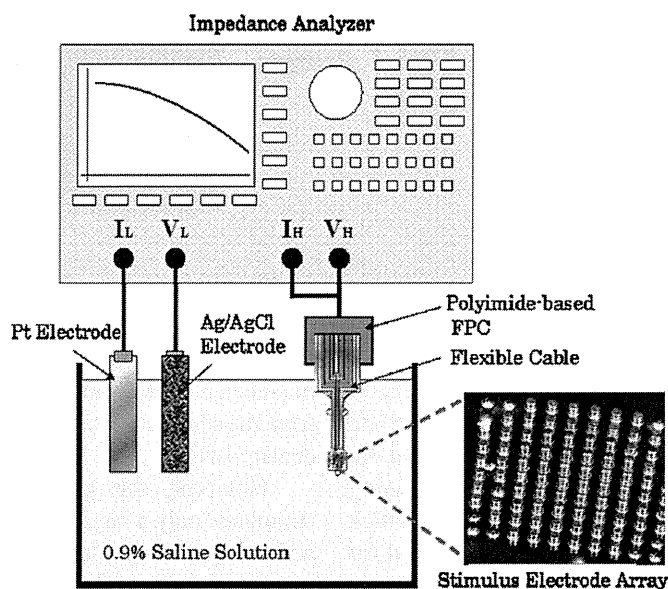 Impedance Analyzer
IL VL IH VH
Pt Electrode
Ag/AgCl
Electrode
Polyimide-based
FPC
Flexible Cable
0.9% Saline Solution
Stimulus Electrode Array